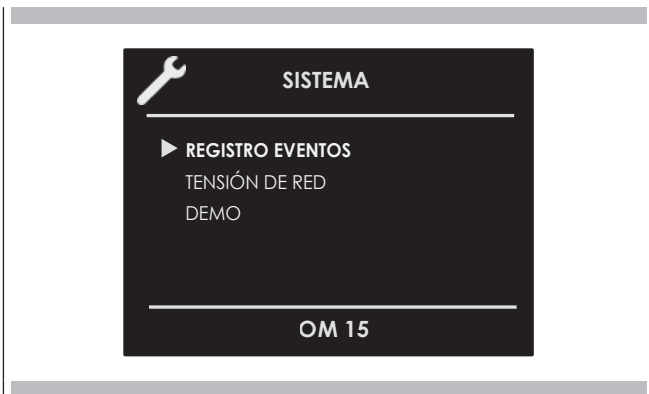 SISTEMA
REGISTRO EVENTOS
TENSIÓN DE RED
DEMO
OM 15